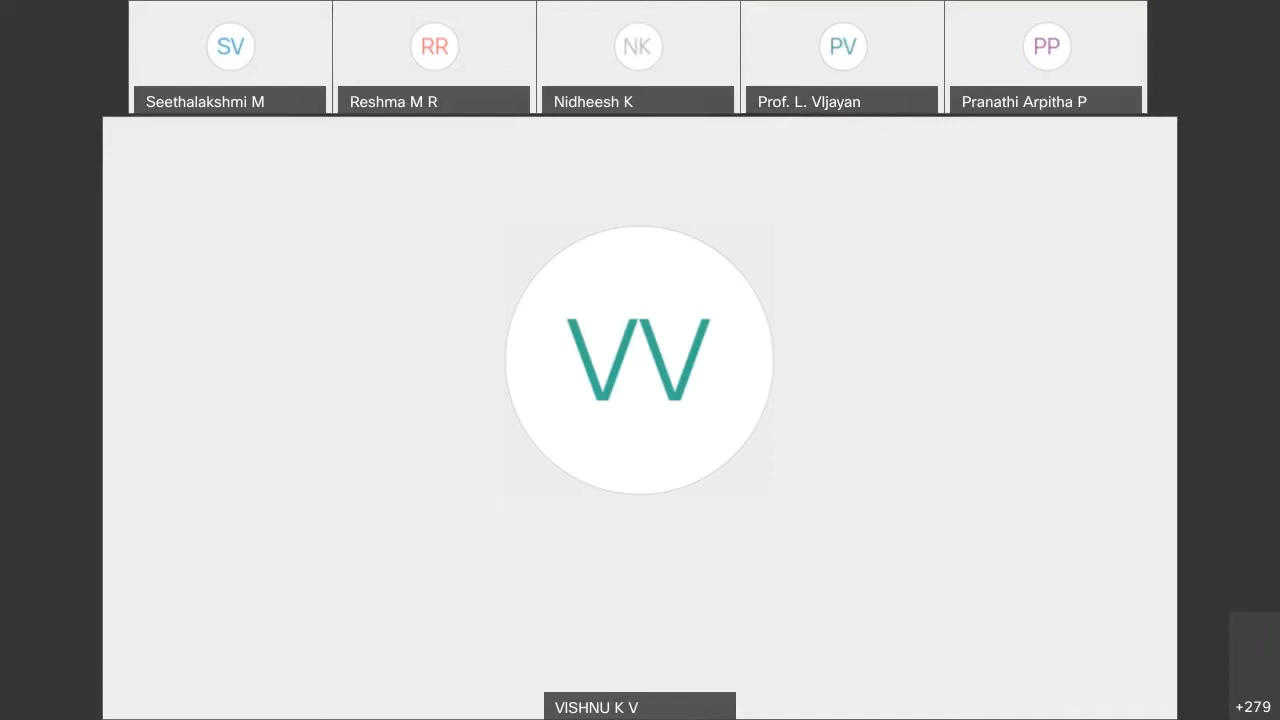 SV
RR
NK
PV
PP
Seethalakshmi M
Reshma M R
Nidheesh K
Prof. L. VIjayan
Pranathi Arpitha P
VV
VISHNU K V
+279